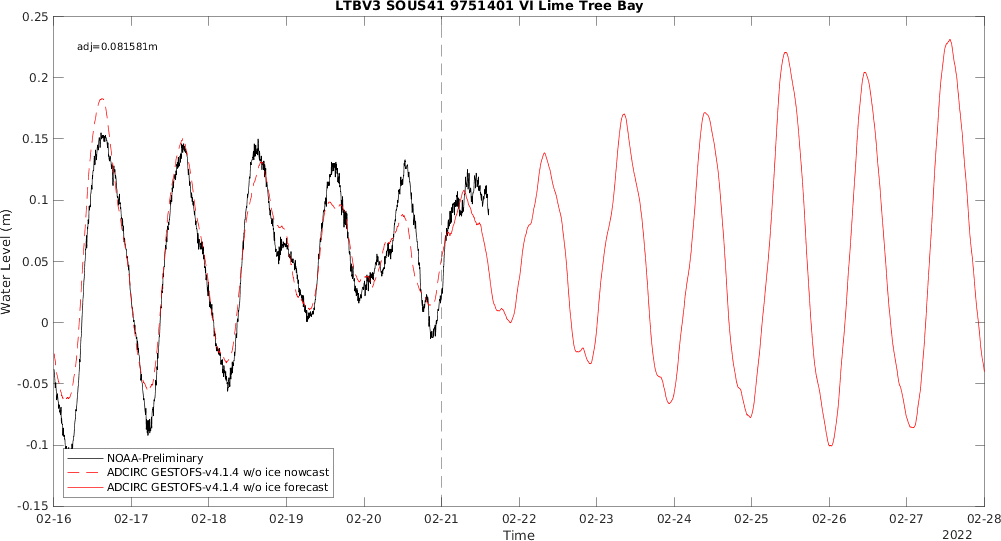 LTBV3 SOUS41 9751401 VI Lime Tree Bay
adj=0.081581m
0.25
0.2
0.15
0.1
0.05
0
-0.05
-0.1
-0.15
Water Level (m)
NOAA-Preliminary
ADCIRC GESTOFS-v4.1.4 w/o ice nowcast
ADCIRC GESTOFS-v4.1.4 w/o ice forecast
02-16 02-17 02-18 02-19 02-20 02-21 02-22 02-23 02-24 02-25 02-26 02-27 02-28
Time
2022